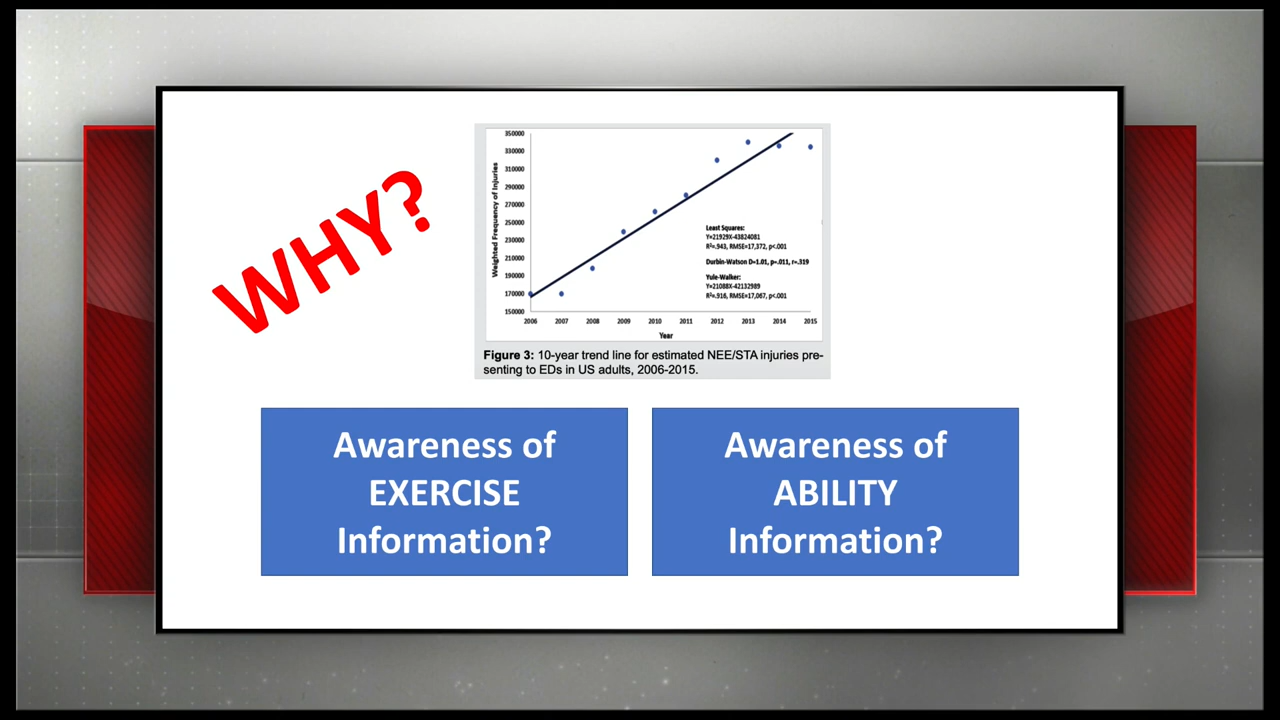 WHY?
350000
330000
310000
290000
270000
250000
230000
210000
190000
170000
150000
Weighted Frequency of Injuries
2006 2007 2008 2009 2010 2011 2012 2013 2014 2015
Year
Least Squares:
Y=21929X-43824081
R²=.943, RMSE=17,372, p<.001
Durbin-Watson D=1.01, p=.011, r=.319
Yule-Walker:
Y=21088X-42132989
R²=.916, RMSE=17,067, p<.001
Figure 3: 10-year trend line for estimated NEE/STA injuries pre-
senting to EDs in US adults, 2006-2015.
Awareness of
EXERCISE
Information?
Awareness of
ABILITY
Information?